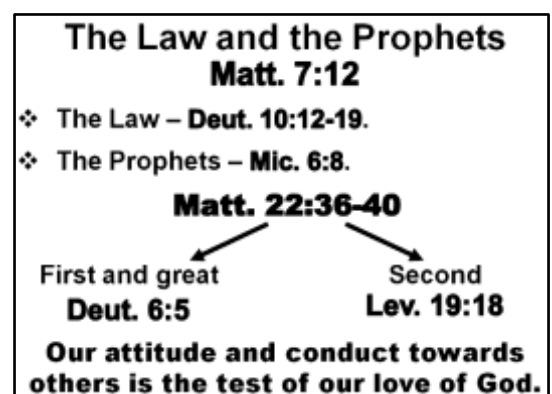 The Law and the Prophets
Matt. 7:12
❖ The Law – Deut. 10:12-19.
❖ The Prophets – Mic. 6:8.
Matt. 22:36-40
First and great Second
Deut. 6:5 Lev. 19:18
Our attitude and conduct towards
others is the test of our love of God.